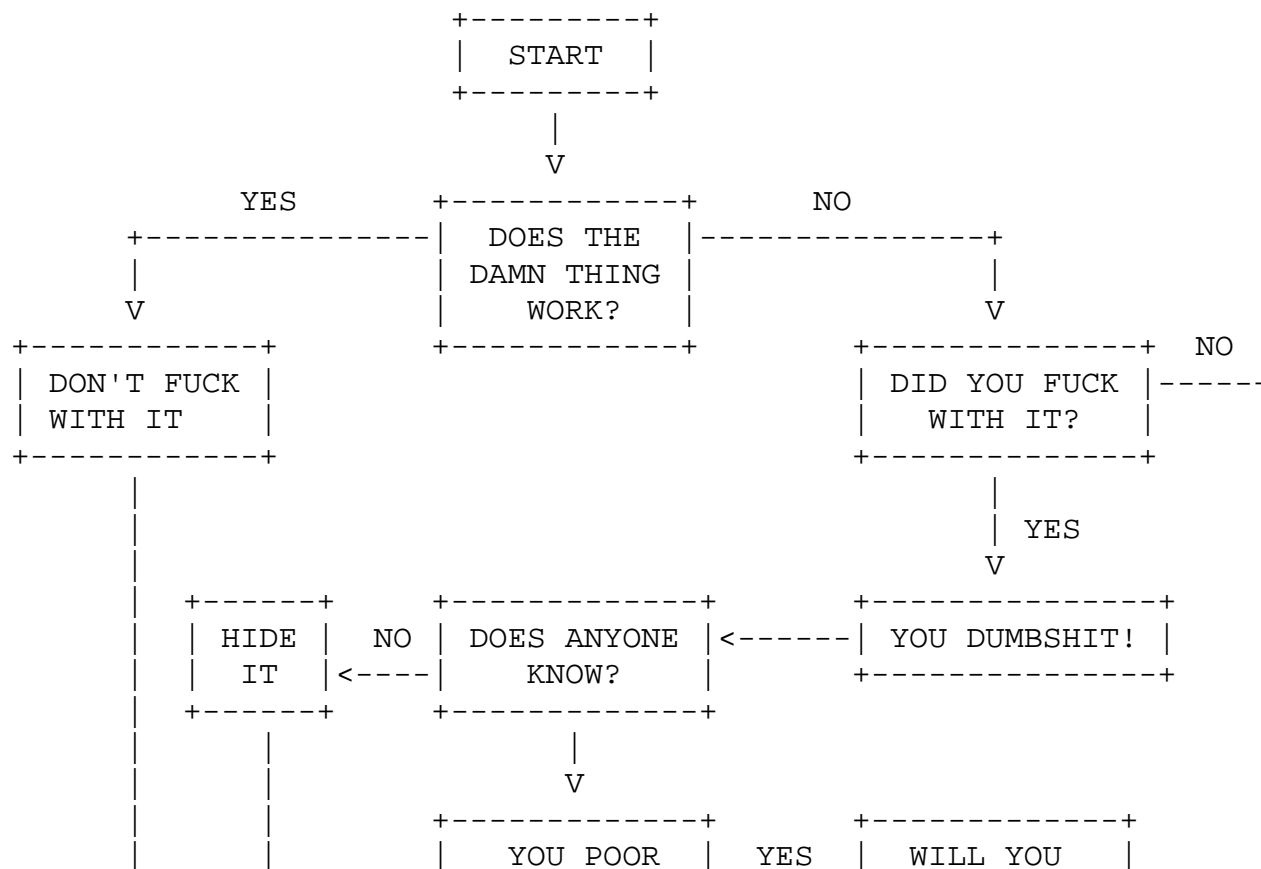 START
YES
NO
DOES THE
DAMN THING
WORK?
NO
DON'T FUCK
WITH IT
DID YOU FUCK
WITH IT?
YES
HIDE
IT
NO
DOES ANYONE
KNOW?
YOU DUMBSHIT!
YOU POOR
YES
WILL YOU